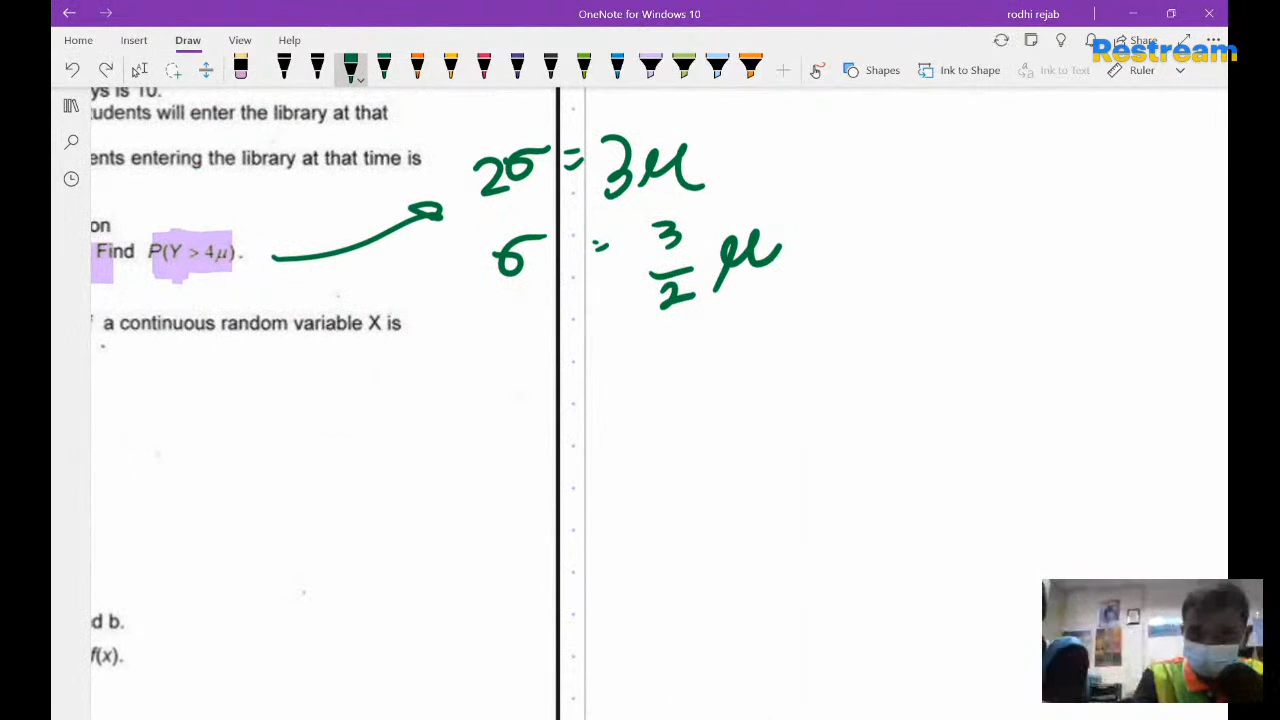 OneNote for Windows 10
rodhi rejab
Home Insert Draw View Help
Share
Restream
Shapes Ink to Shape Ink to Text Ruler
ys is 10.
tudents will enter the library at that
ents entering the library at that time is
on
Find P(Y > 4μ).
a continuous random variable X is
d b.
f(x).
2σ = 3μ
σ = 3/2 μ